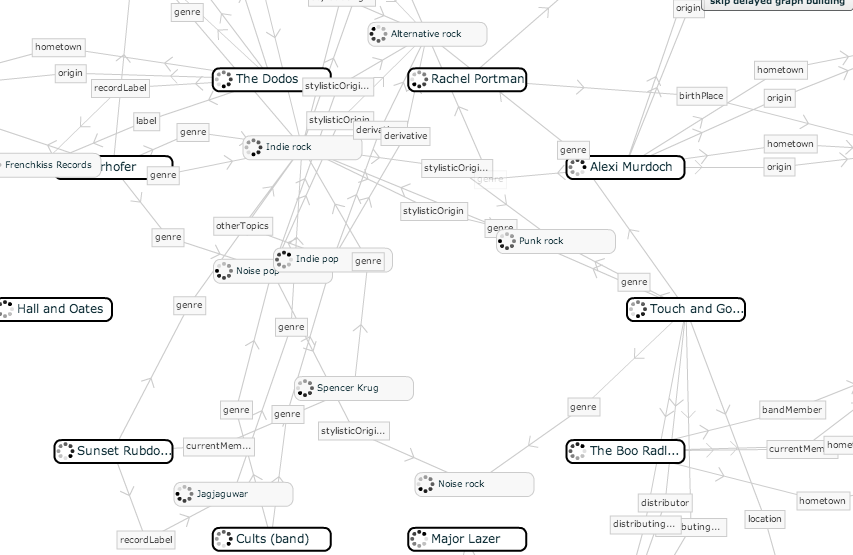 skip delayed graph building
origin
genre
Alternative rock
hometown
origin
The Dodos
Rachel Portman
hometown
recordLabel
stylisticOrigi...
birthPlace
origin
label
stylisticOrigin
genre
derivative
Indie rock
genre
hometown
Frenchkiss Records
rhofer
genre
stylisticOrigi...
Alexi Murdoch
origin
genre
stylisticOrigin
otherTopics
genre
genre
Punk rock
Noise pop
Indie pop
genre
genre
Hall and Oates
genre
Touch and Go...
genre
Spencer Krug
genre
genre
genre
bandMember
stylisticOrigi...
Sunset Rubdo...
currentMem...
The Boo Radl...
currentMem
Jagjaguwar
Noise rock
distributor
hometown
recordLabel
Cults (band)
Major Lazer
distributing...
buting...
location